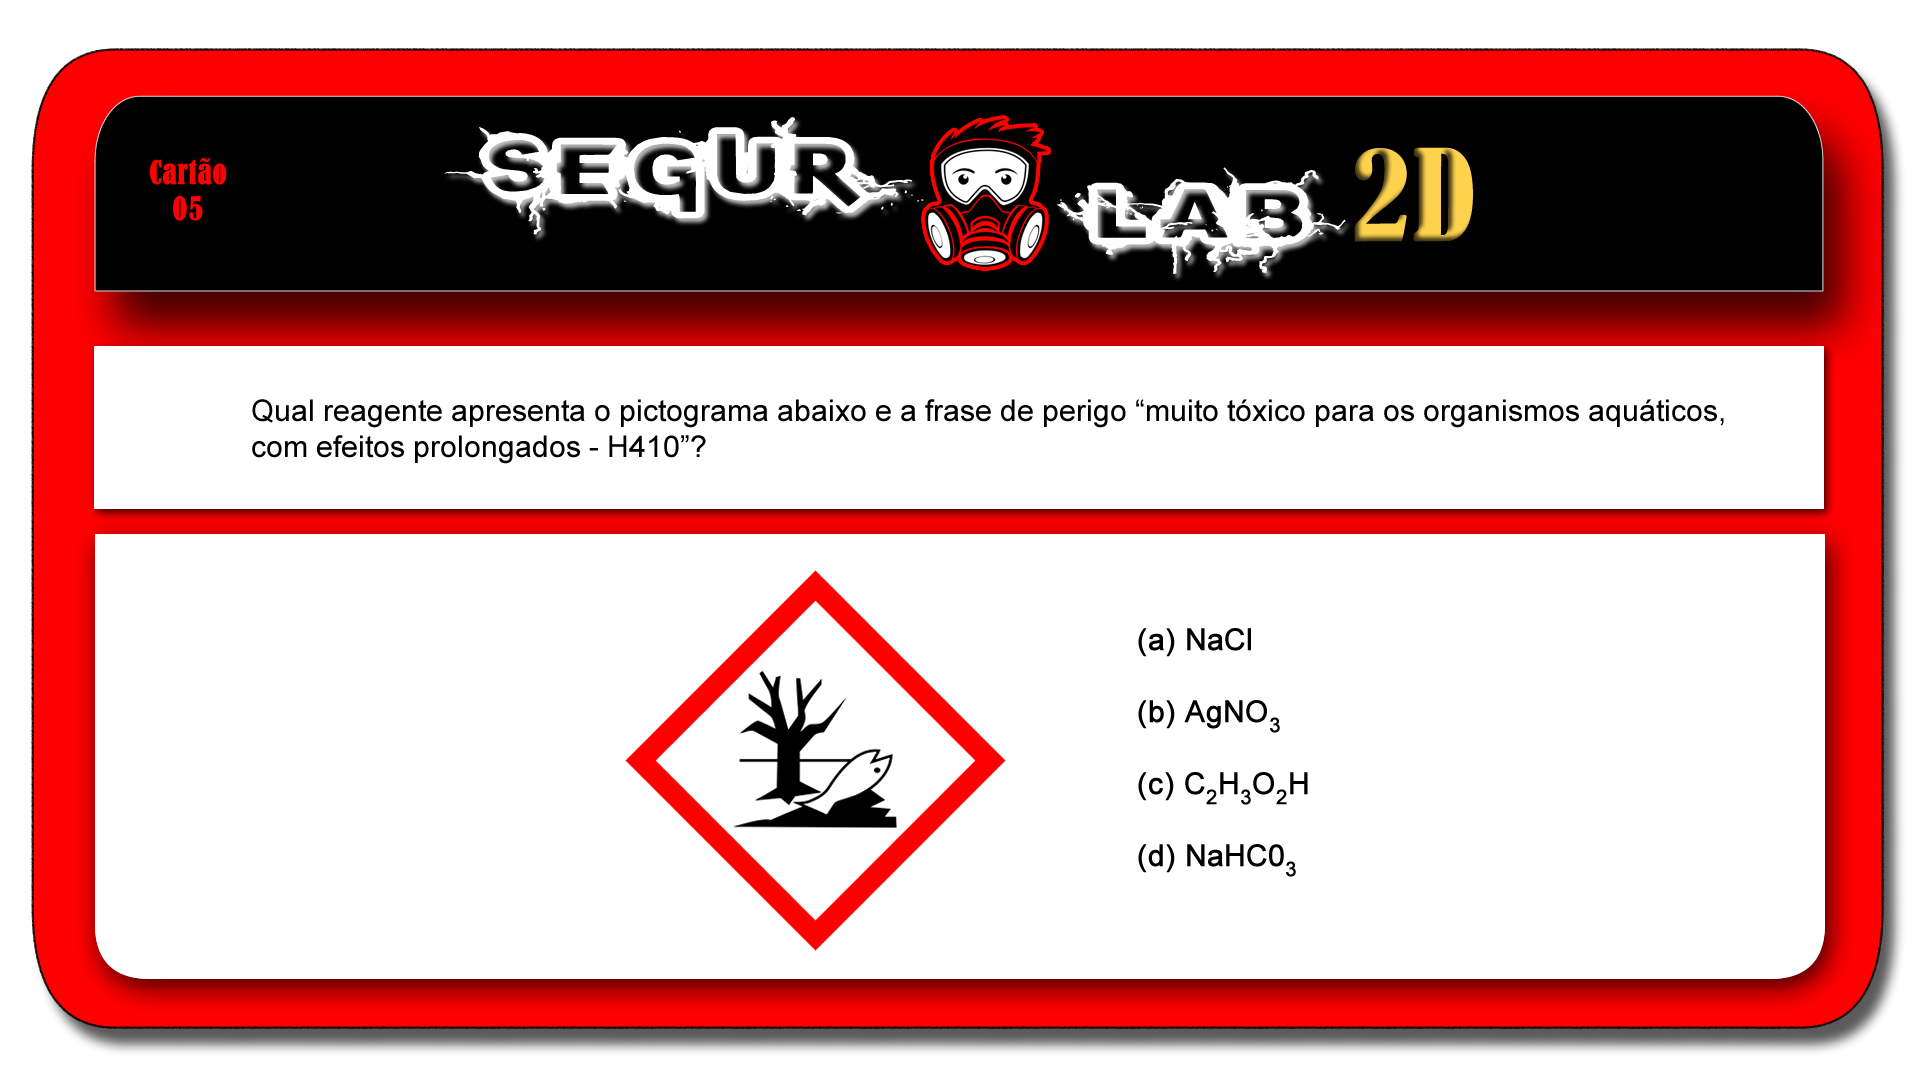 Cartão
05
SEGUR LAB 2D
Qual reagente apresenta o pictograma abaixo e a frase de perigo “muito tóxico para os organismos aquáticos,
com efeitos prolongados - H410”?
(a) NaCl
(b) AgNO₃
(c) C₂H₃O₂H
(d) NaHC0₃